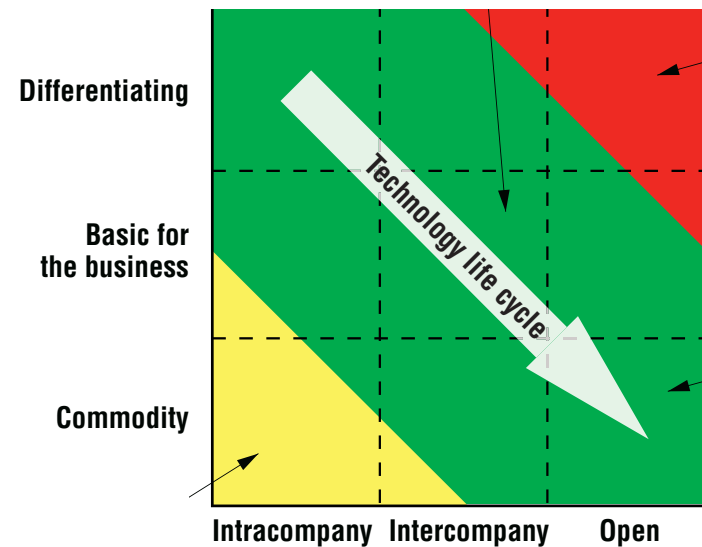 Differentiating
Technology life cycle
Basic for
the business
Commodity
Intracompany Intercompany Open